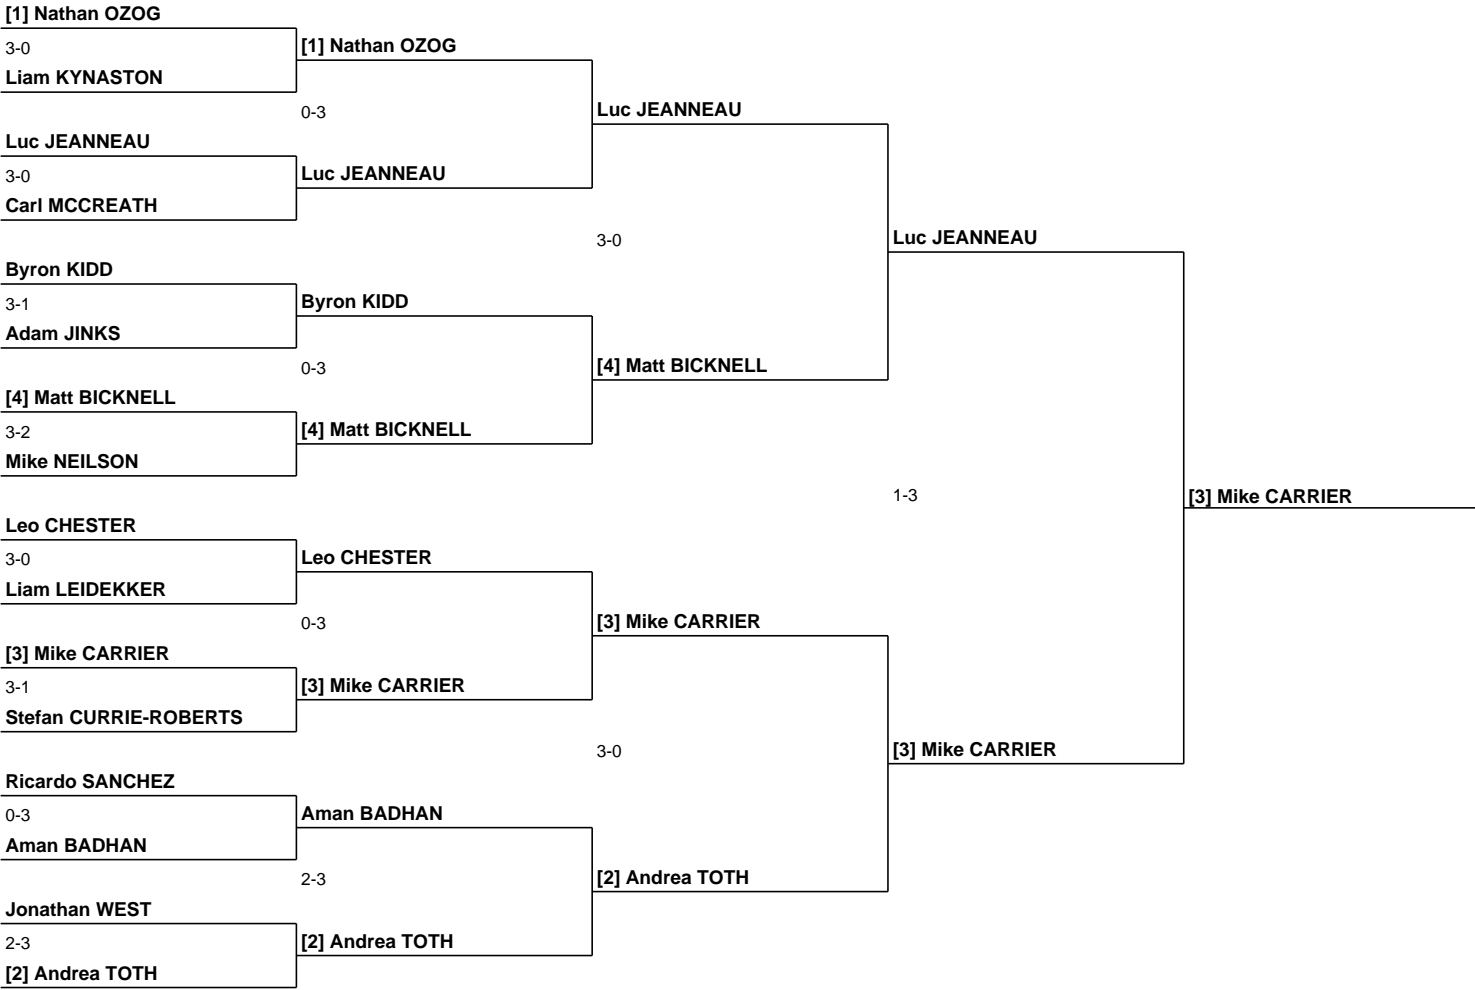 [1] Nathan OZOG
3-0
Liam KYNASTON
Luc JEANNEAU
3-0
Carl MCCREATH
Byron KIDD
3-1
Adam JINKS
[4] Matt BICKNELL
3-2
Mike NEILSON
Leo CHESTER
3-0
Liam LEIDEKKER
[3] Mike CARRIER
3-1
Stefan CURRIE-ROBERTS
Ricardo SANCHEZ
0-3
Aman BADHAN
Jonathan WEST
2-3
[2] Andrea TOTH
[1] Nathan OZOG
0-3
Luc JEANNEAU
Byron KIDD
0-3
[4] Matt BICKNELL
Leo CHESTER
0-3
[3] Mike CARRIER
Aman BADHAN
2-3
[2] Andrea TOTH
Luc JEANNEAU
3-0
[4] Matt BICKNELL
[3] Mike CARRIER
3-0
[2] Andrea TOTH
Luc JEANNEAU
1-3
[3] Mike CARRIER
[3] Mike CARRIER